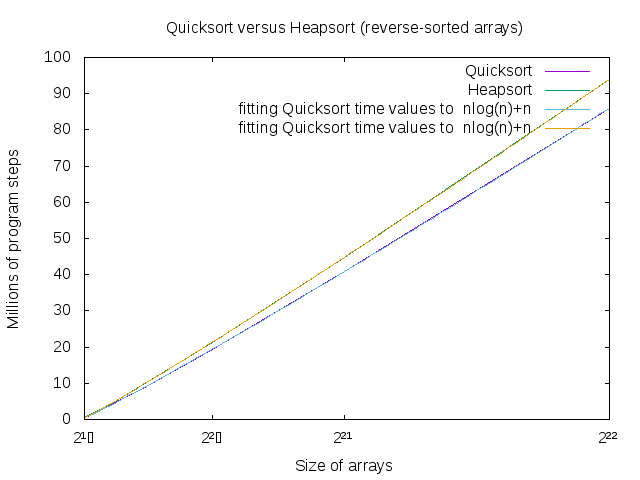 Quicksort versus Heapsort (reverse-sorted arrays)
100
90
80
70
60
50
40
30
20
10
0
Millions of program steps
Quicksort
Heapsort
fitting Quicksort time values to nlog(n)+n
fitting Quicksort time values to nlog(n)+n
2¹▯ 2²▯ 2²¹ 2²²
Size of arrays